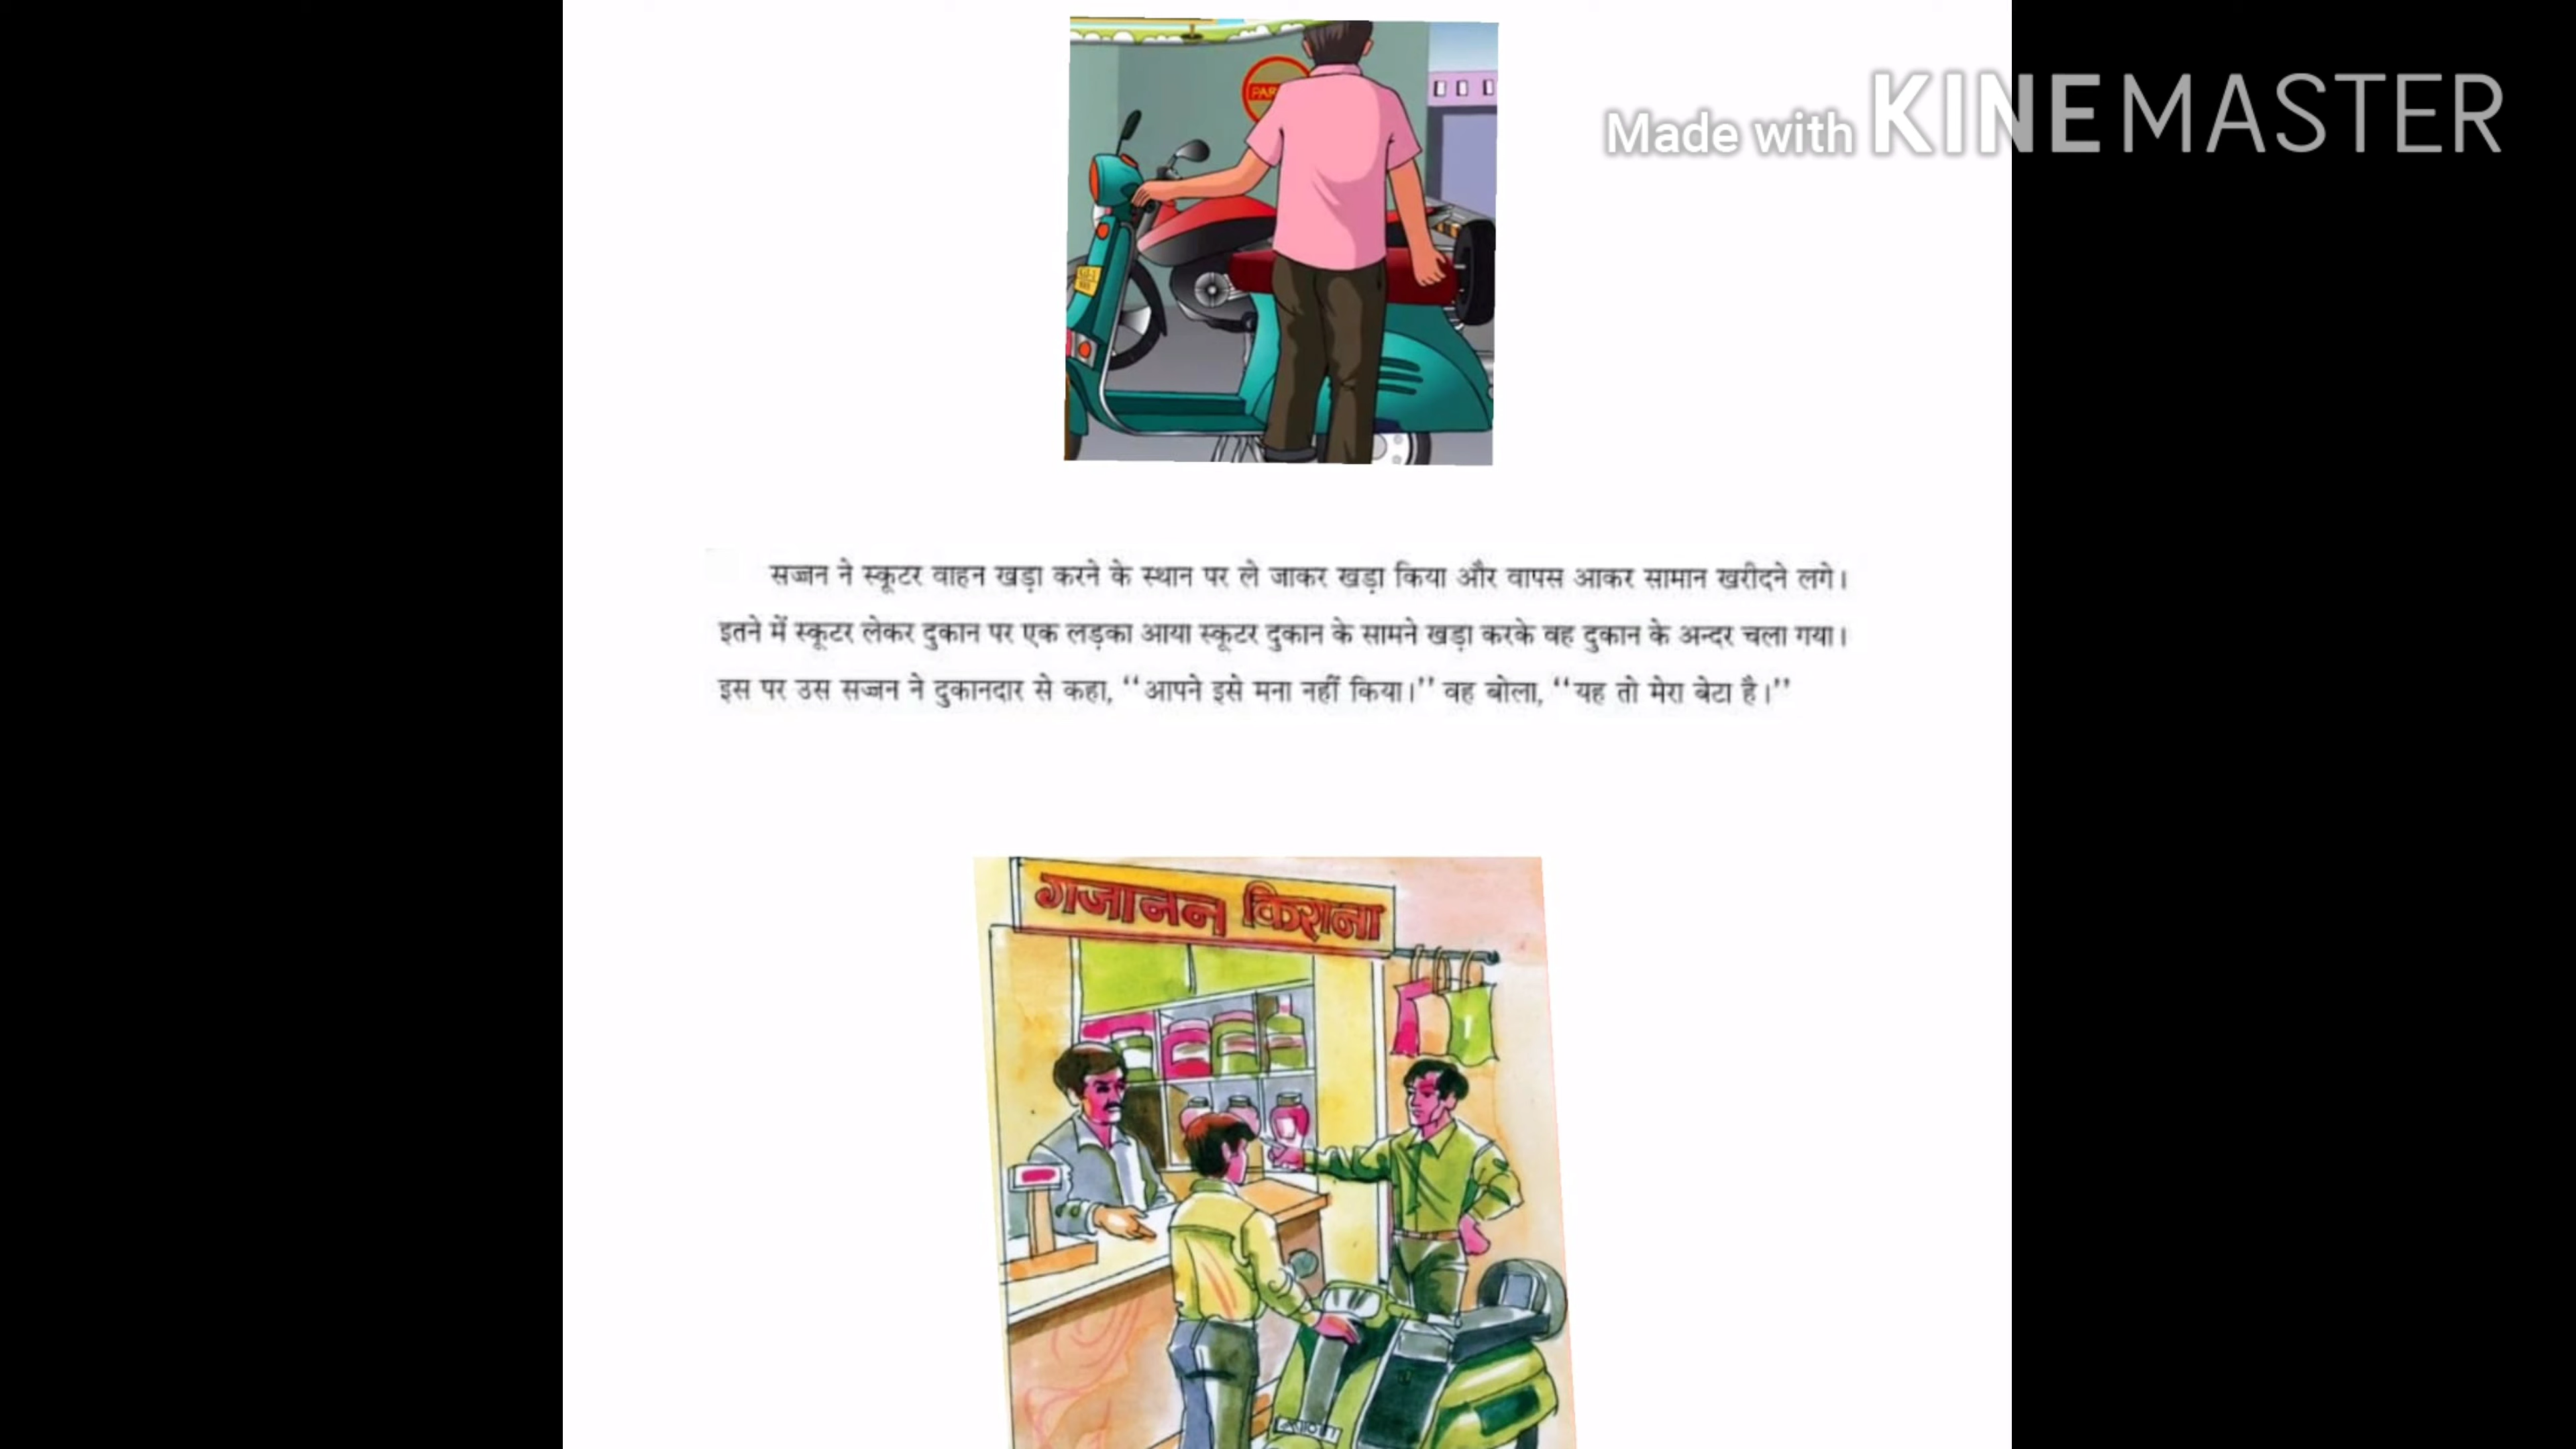 Made with KINEMASTER
PAR
सज्जन ने स्कूटर वाहन खड़ा करने के स्थान पर ले जाकर खड़ा किया और वापस आकर सामान खरीदने लगे।
इतने में स्कूटर लेकर दुकान पर एक लड़का आया स्कूटर दुकान के सामने खड़ा करके वह दुकान के अन्दर चला गया।
इस पर उस सज्जन ने दुकानदार से कहा, ‘‘आपने इसे मना नहीं किया।’’ वह बोला, ‘‘यह तो मेरा बेटा है।’’
गजानन किराना